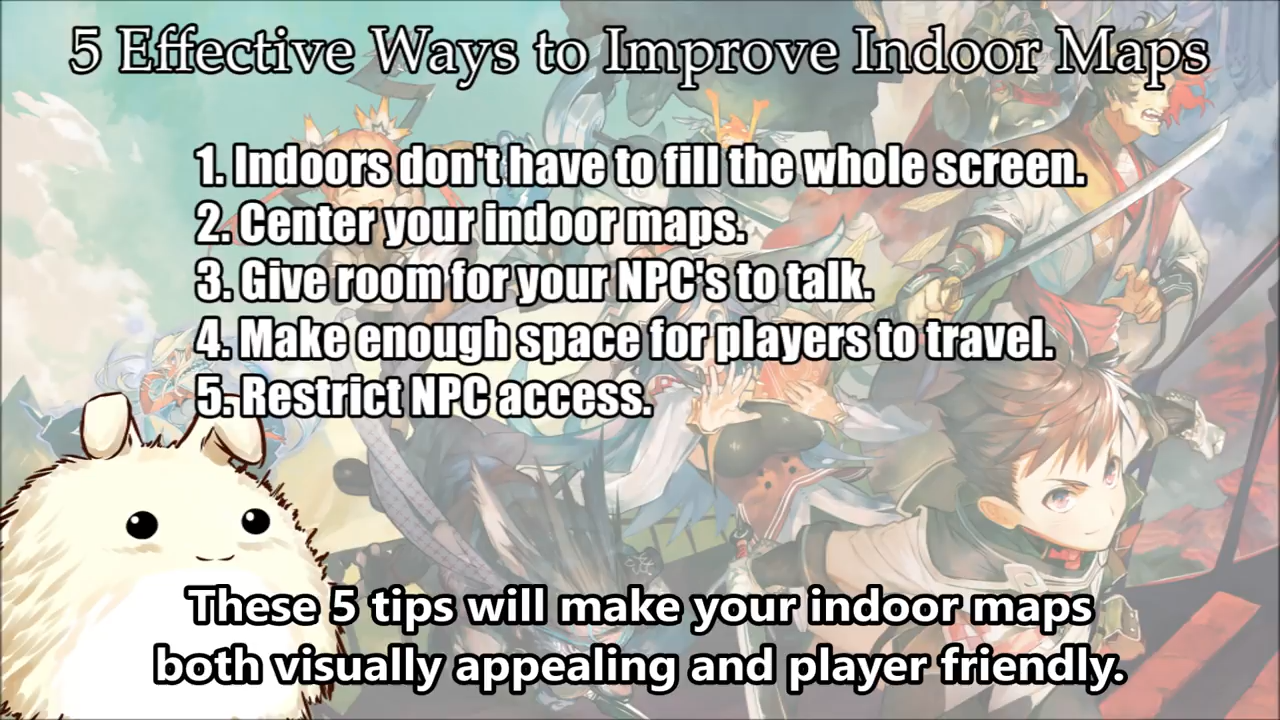 5 Effective Ways to Improve Indoor Maps
1. Indoors don't have to fill the whole screen.
2. Center your indoor maps.
3. Give room for your NPC's to talk.
4. Make enough space for players to travel.
5. Restrict NPC access.
These 5 tips will make your indoor maps
both visually appealing and player friendly.